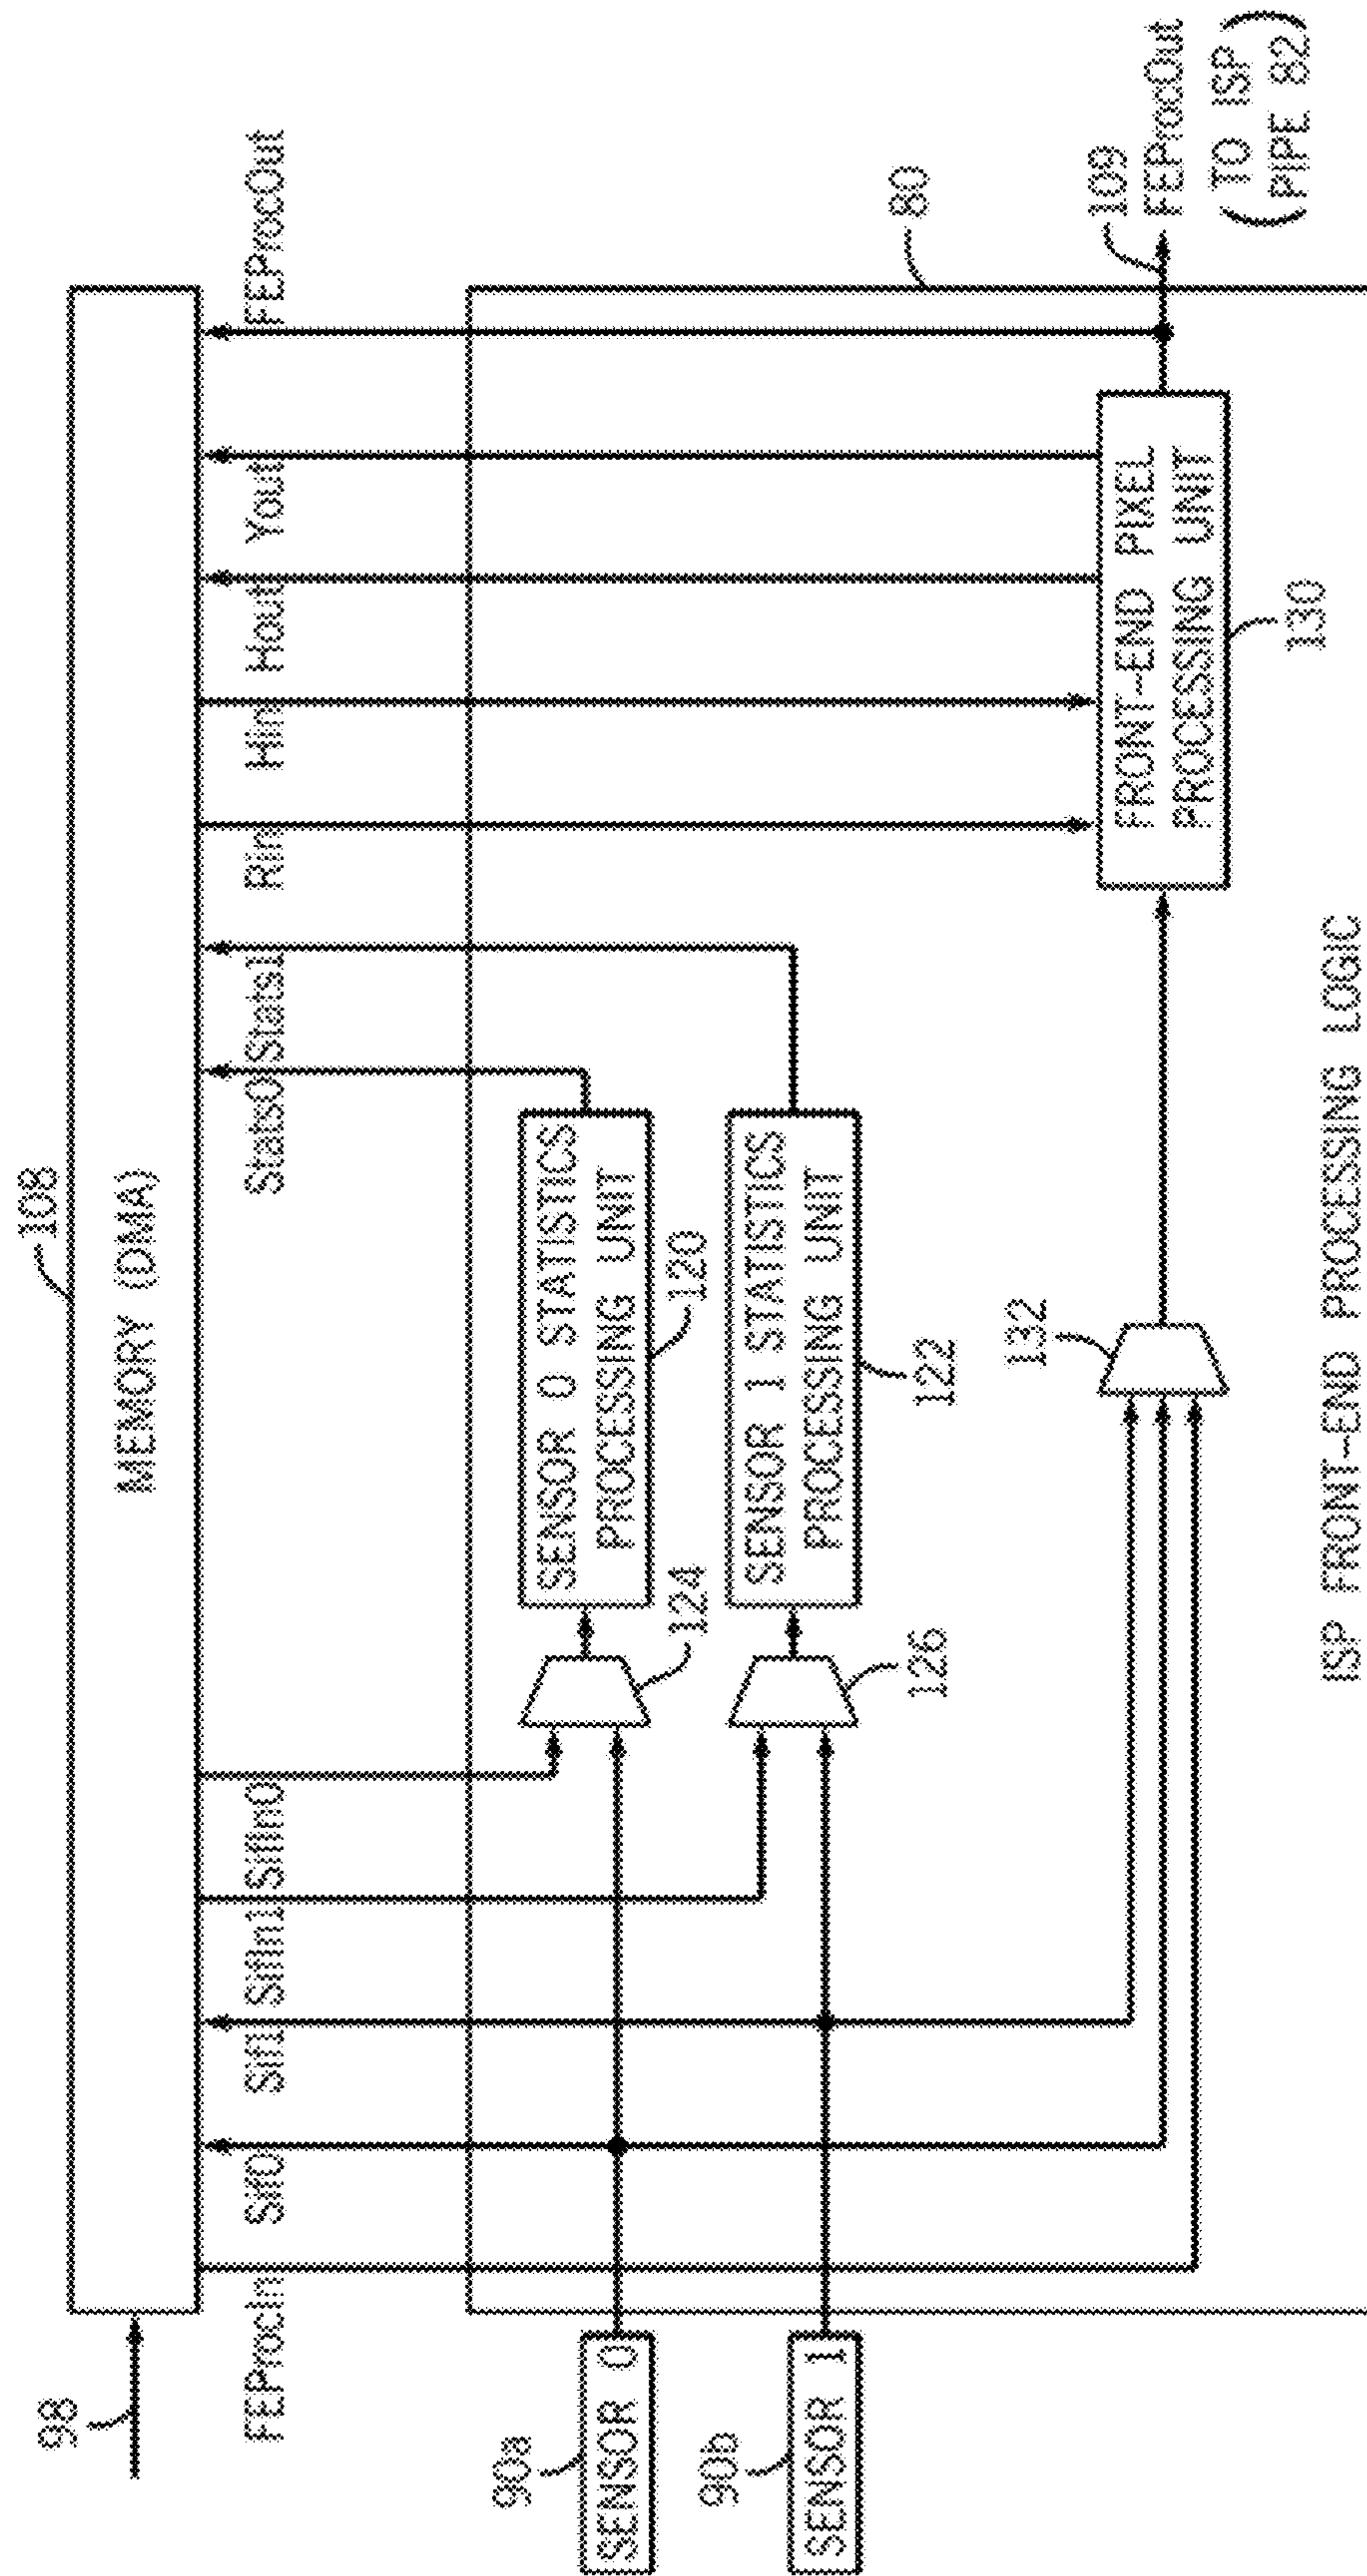 108
98
MEMORY (DMA)
FEProcIn
Sif0
Sif1
SifIn1
SifIn0
Stats0
Stats1
Rin
Hin
Hout
Yout
FEProcOut
80
90a
SENSOR 0
90b
SENSOR 1
124
126
SENSOR 0 STATISTICS
PROCESSING UNIT
120
SENSOR 1 STATISTICS
PROCESSING UNIT
122
132
FRONT-END PIXEL
PROCESSING UNIT
130
109
FEProcOut
(TO ISP
PIPE 82)
ISP FRONT-END PROCESSING LOGIC